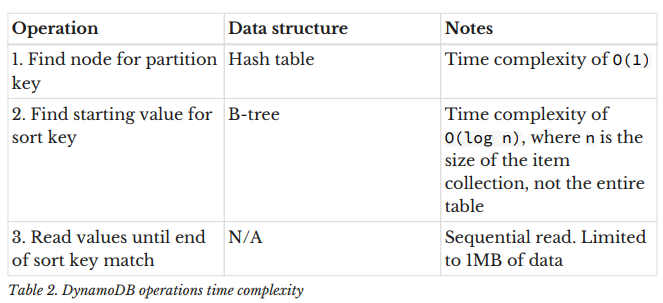 Operation Data structure Notes
1. Find node for partition Hash table Time complexity of O(1)
key
2. Find starting value for B-tree Time complexity of
sort key O(log n), where n is the
size of the item
collection, not the entire
table
3. Read values until end N/A Sequential read. Limited
of sort key match to 1MB of data
Table 2. DynamoDB operations time complexity